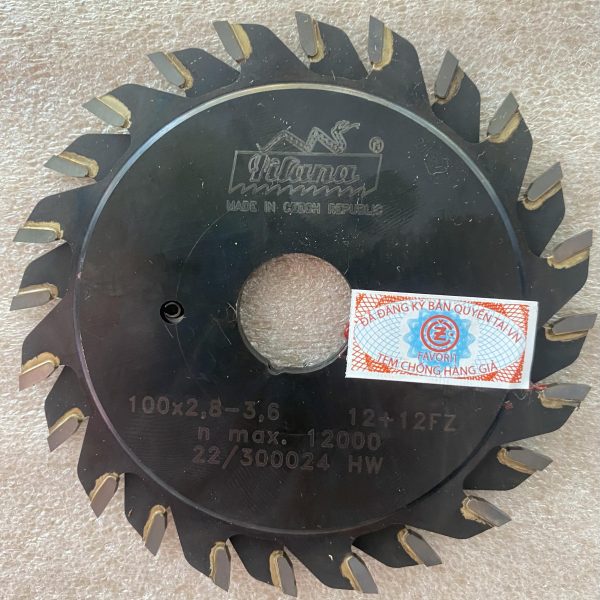 Pilana ®
MADE IN CZECH REPUBLIC
ĐÃ ĐĂNG KÝ BẢN QUYỀN TẠI VN
FAVORIT
TEM CHỐNG HÀNG GIẢ
100x2,8-3,6 12+12FZ
n max. 12000
22/300024 HW